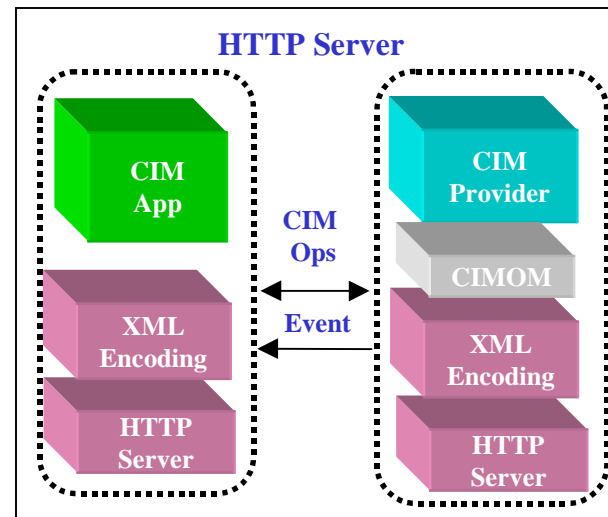 HTTP Server
CIM
App
XML
Encoding
HTTP
Server
CIM
Ops
Event
CIM
Provider
CIMOM
XML
Encoding
HTTP
Server